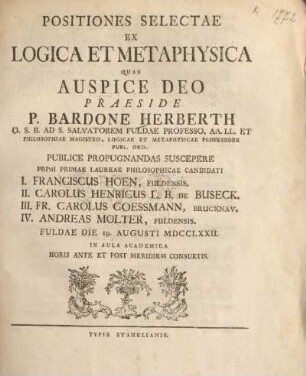 POSITIONES SELECTAE
EX
LOGICA ET METAPHYSICA
QUAS
AUSPICE DEO
PRAESIDE
P. BARDONE HERBERTH
O. S. B. AD S. SALVATOREM FULDAE PROFESSO, AA. LL. ET
PHILOSOPHIAE MAGISTRO, LOGICAE ET METAPHYSICAE PROFESSORE
PUBL. ORD.
PUBLICE PROPUGNANDAS SUSCEPERE
PRIMI PRIMAE LAUREAE PHILOSOPHICAE CANDIDATI
I. FRANCISCUS HOEN, FULDENSIS.
II. CAROLUS HENRICUS L. B. DE BUSECK.
III. FR. CAROLUS GOESSMANN, BRUCKNAV.
IV. ANDREAS MOLTER, FULDENSIS.
FULDAE DIE 19. AUGUSTI MDCCLXXII.
IN AULA ACADEMICA
HORIS ANTE ET POST MERIDIEM CONSUETIS.
TYPIS STAHELIANIS.